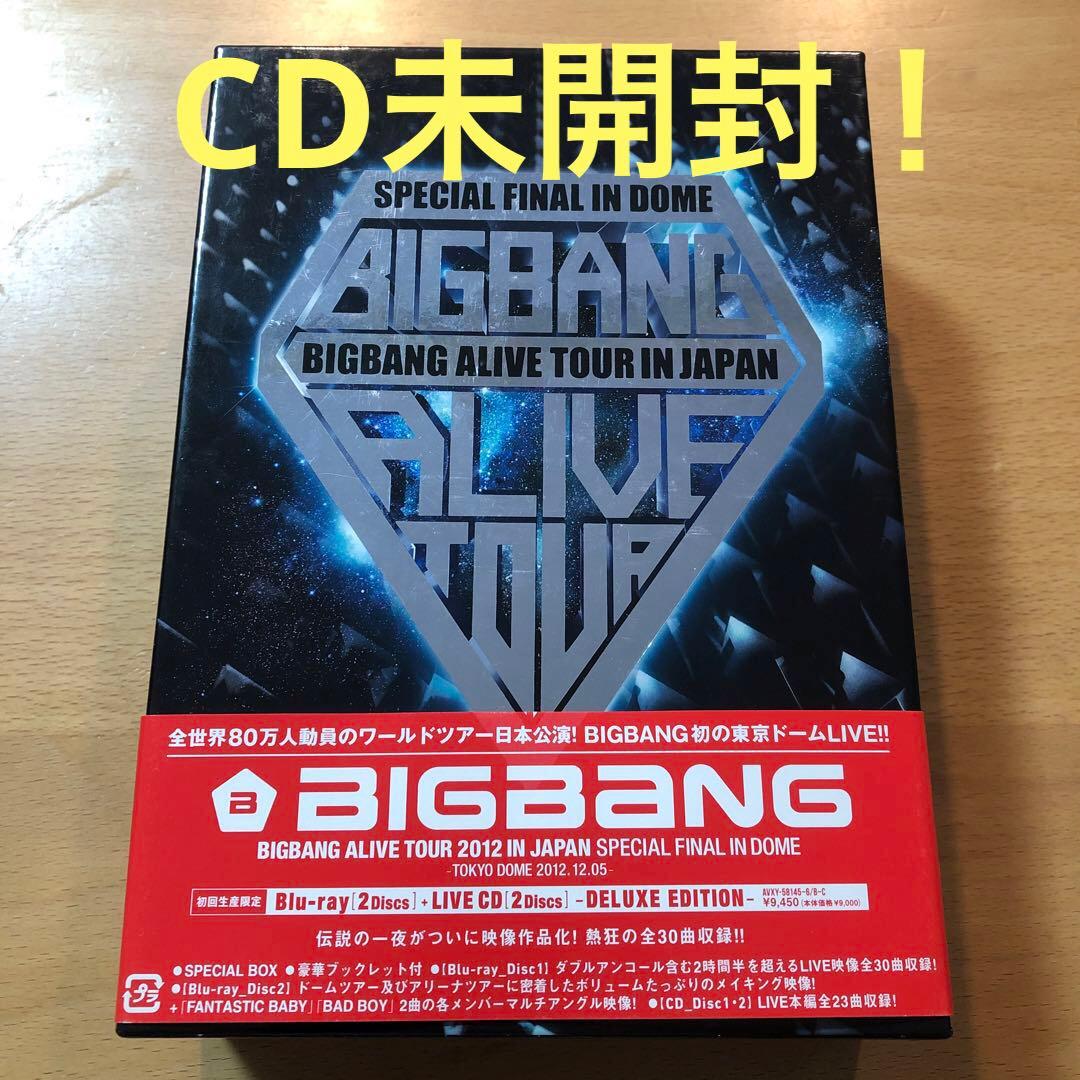 CD未開封！
SPECIAL FINAL IN DOME
BIGBANG
BIGBANG ALIVE TOUR IN JAPAN
ALIVE
TOUR
全世界80万人動員のワールドツアー日本公演! BIGBANG初の東京ドームLIVE!!
B BIGBANG
BIGBANG ALIVE TOUR 2012 IN JAPAN SPECIAL FINAL IN DOME
-TOKYO DOME 2012.12.05-
初回生産限定 Blu-ray[2Discs]+LIVE CD[2Discs] -DELUXE EDITION- AVXY-58145~6/B~C
¥9,450(本体価格¥9,000)
伝説の一夜がついに映像作品化! 熱狂の全30曲収録!!
●SPECIAL BOX ●豪華ブックレット付 ●[Blu-ray_Disc1] ダブルアンコール含む2時間半を超えるLIVE映像全30曲収録!
●[Blu-ray_Disc2] ドームツアー及びアリーナツアーに密着したボリュームたっぷりのメイキング映像!
+「FANTASTIC BABY」「BAD BOY」2曲の各メンバーマルチアングル映像! ●[CD_Disc1・2] LIVE本編全23曲収録!
プラ